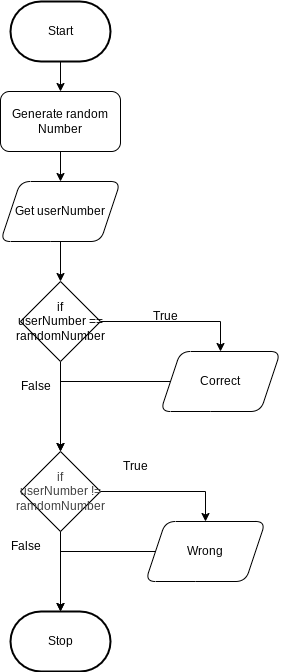 Start
Generate random
Number
Get userNumber
if
userNumber ==
ramdomNumber
True
Correct
False
True
if
userNumber !=
ramdomNumber
False
Wrong
Stop